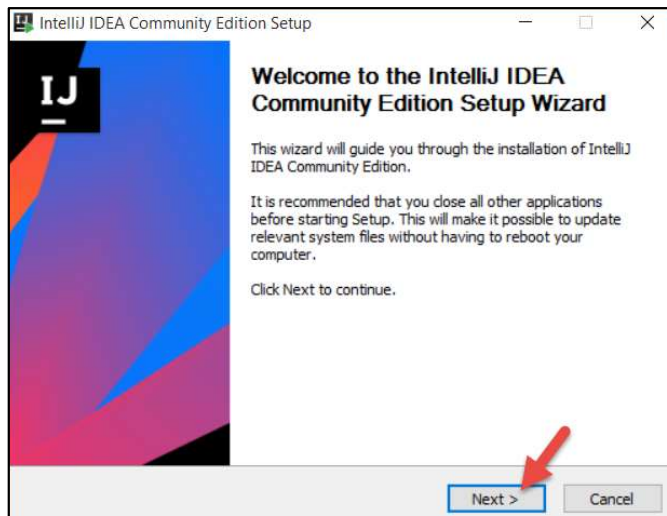 IntelliJ IDEA Community Edition Setup
IJ
Welcome to the IntelliJ IDEA
Community Edition Setup Wizard
This wizard will guide you through the installation of IntelliJ
IDEA Community Edition.
It is recommended that you close all other applications
before starting Setup. This will make it possible to update
relevant system files without having to reboot your
computer.
Click Next to continue.
Next >
Cancel